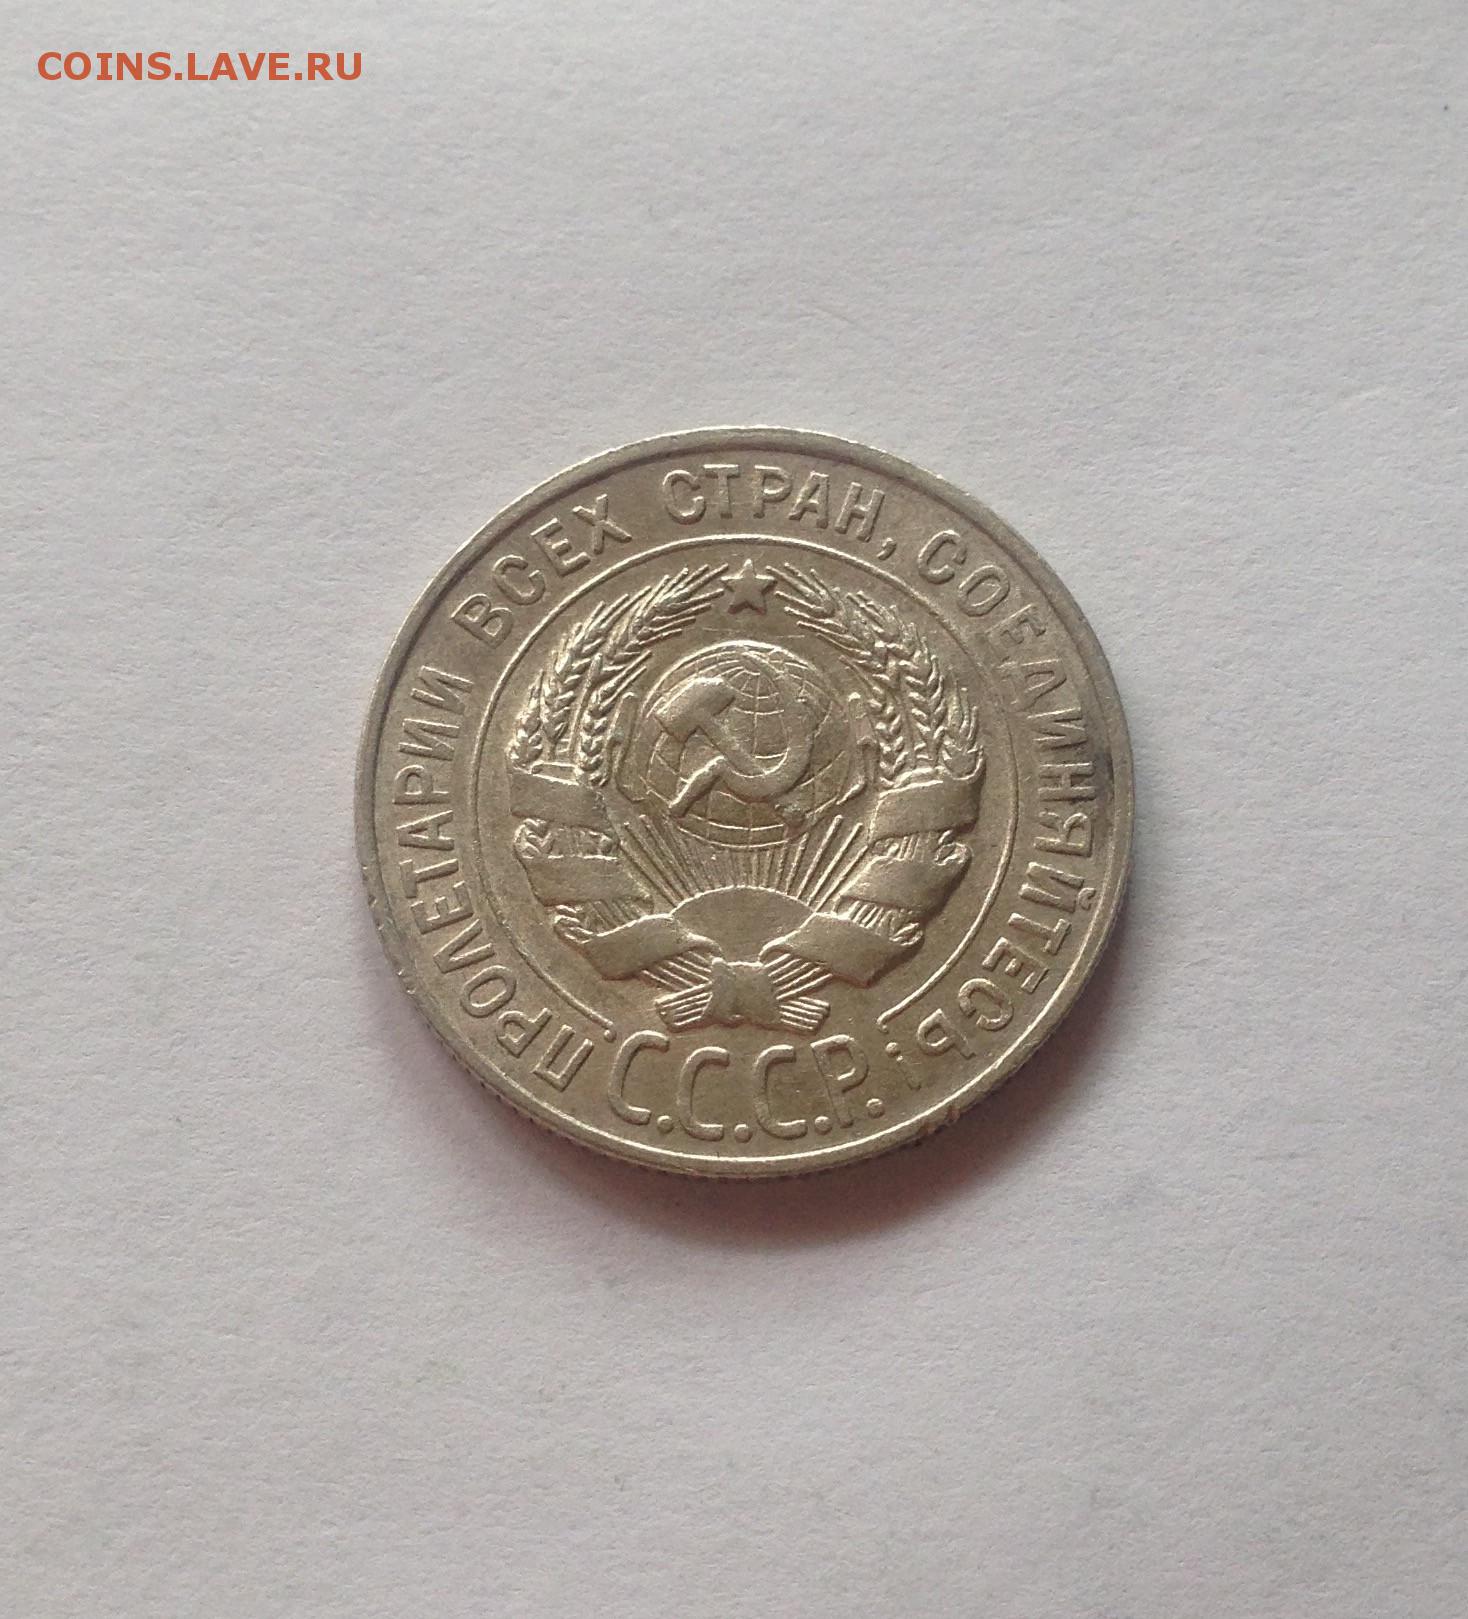 COINS.LAVE.RU
ПРОЛЕТАРИИ ВСЕХ СТРАН, СОЕДИНЯЙТЕСЬ!
С.С.С.Р.